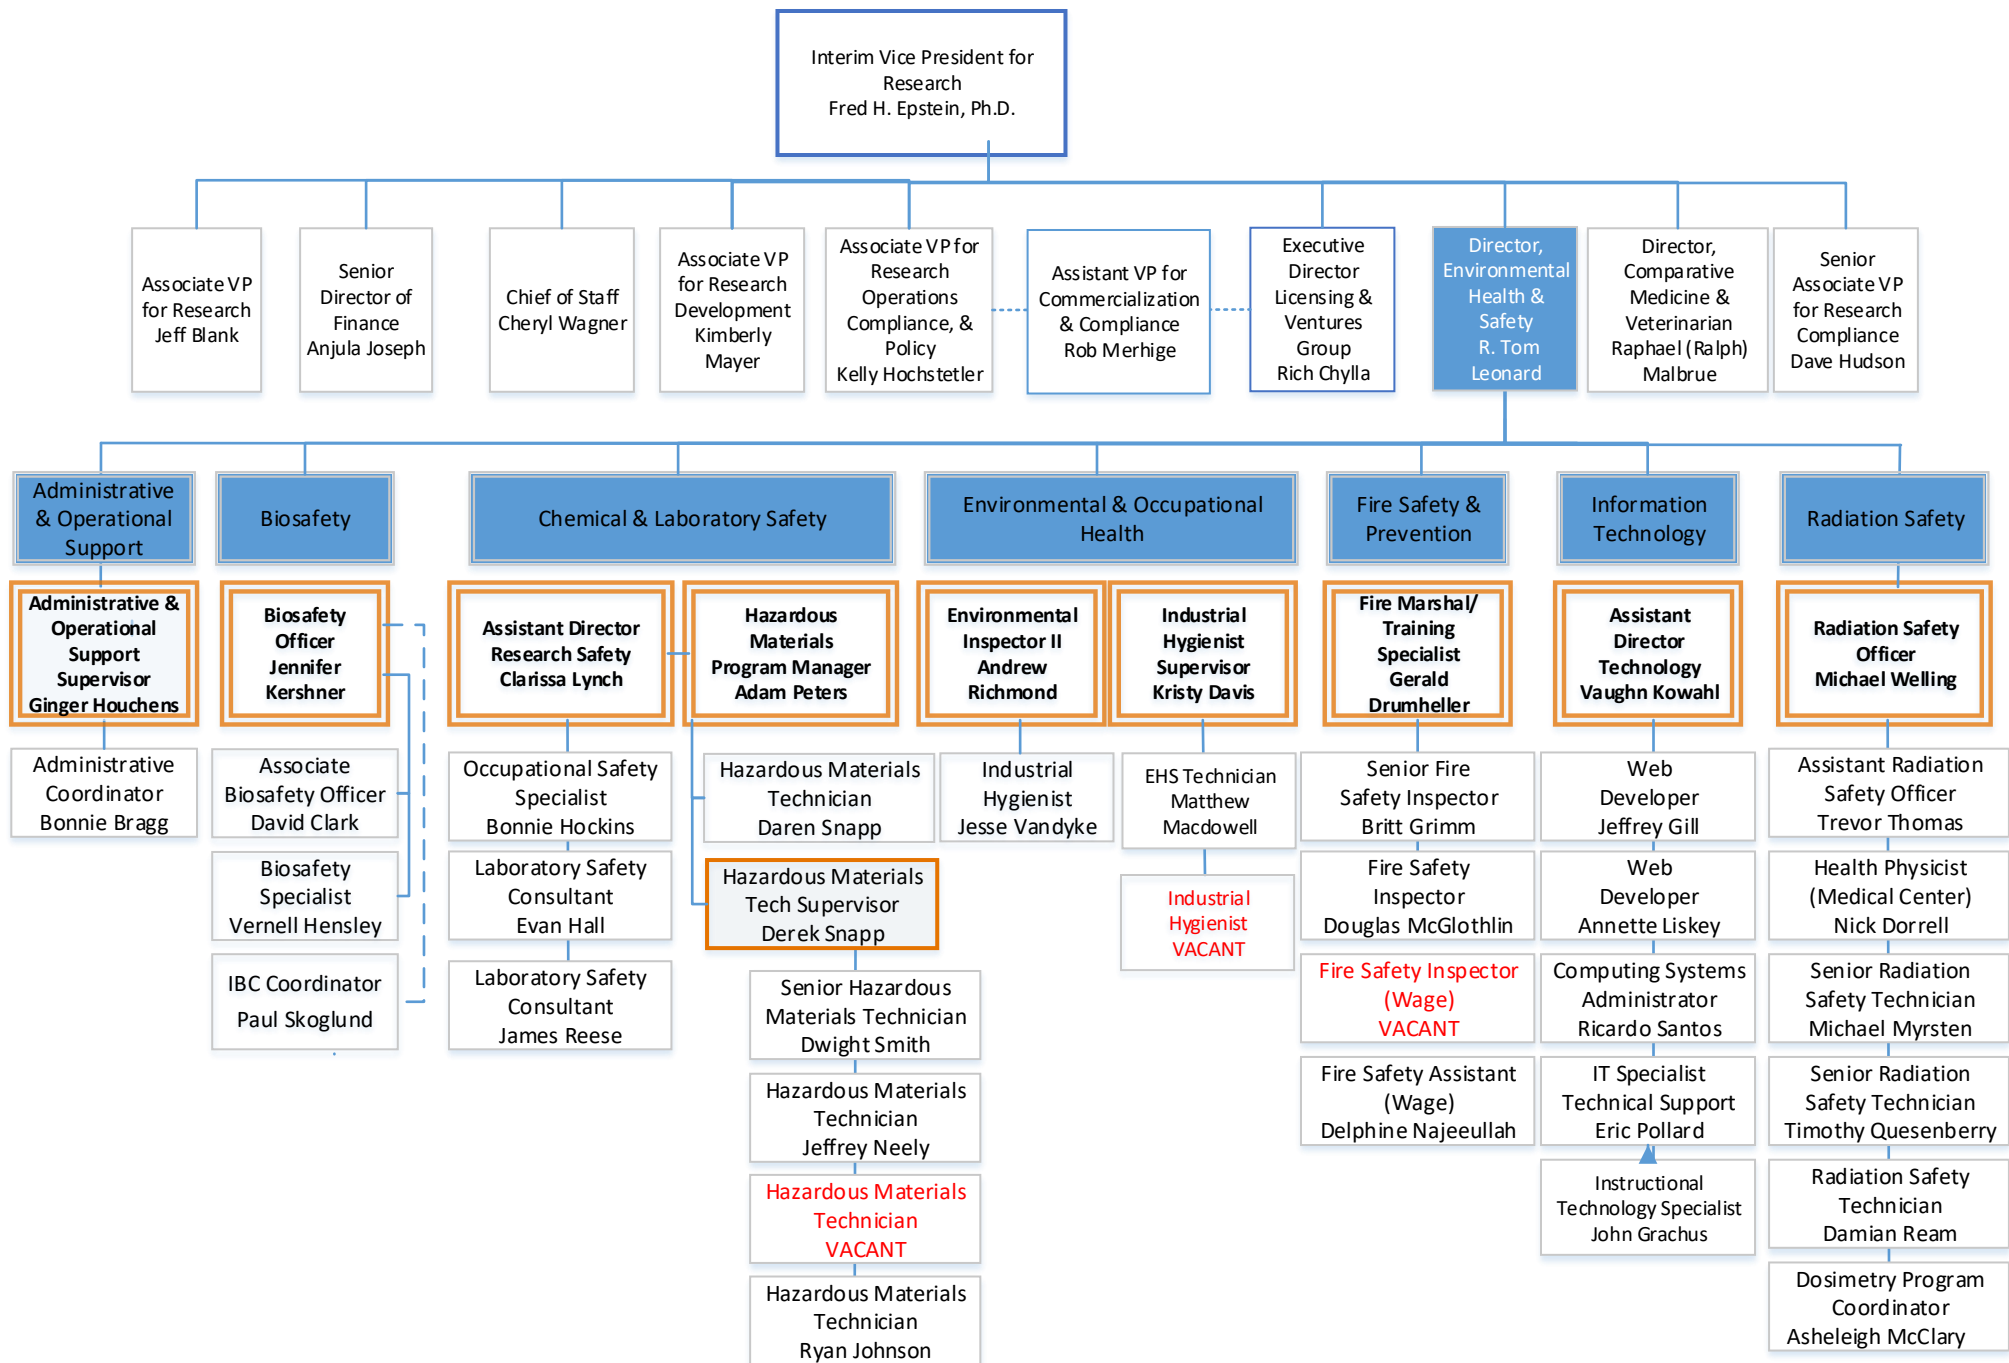 Interim Vice President for
Research
Fred H. Epstein, Ph.D.
Associate VP
for Research
Jeff Blank
Senior
Director of
Finance
Anjula Joseph
Chief of Staff
Cheryl Wagner
Associate VP
for Research
Development
Kimberly
Mayer
Associate VP for
Research
Operations
Compliance, &
Policy
Kelly Hochstetler
Assistant VP for
Commercialization
& Compliance
Rob Merhige
Executive
Director
Licensing &
Ventures
Group
Rich Chylla
Director,
Environmental
Health &
Safety
R. Tom
Leonard
Director,
Comparative
Medicine &
Veterinarian
Raphael (Ralph)
Malbrue
Senior
Associate VP
for Research
Compliance
Dave Hudson
Administrative
& Operational
Support
Biosafety
Chemical & Laboratory Safety
Environmental & Occupational
Health
Fire Safety &
Prevention
Information
Technology
Radiation Safety
Administrative &
Operational
Support
Supervisor
Ginger Houchens
Biosafety
Officer
Jennifer
Kershner
Assistant Director
Research Safety
Clarissa Lynch
Hazardous
Materials
Program Manager
Adam Peters
Environmental
Inspector II
Andrew
Richmond
Industrial
Hygienist
Supervisor
Kristy Davis
Fire Marshal/
Training
Specialist
Gerald
Drumheller
Assistant
Director
Technology
Vaughn Kowahl
Radiation Safety
Officer
Michael Welling
Administrative
Coordinator
Bonnie Bragg
Associate
Biosafety Officer
David Clark
Biosafety
Specialist
Vernell Hensley
IBC Coordinator
Paul Skoglund
Occupational Safety
Specialist
Bonnie Hockins
Laboratory Safety
Consultant
Evan Hall
Laboratory Safety
Consultant
James Reese
Hazardous Materials
Technician
Daren Snapp
Hazardous Materials
Tech Supervisor
Derek Snapp
Senior Hazardous
Materials Technician
Dwight Smith
Hazardous Materials
Technician
Jeffrey Neely
Hazardous Materials
Technician
VACANT
Hazardous Materials
Technician
Ryan Johnson
Industrial
Hygienist
Jesse Vandyke
EHS Technician
Matthew
Macdowell
Industrial
Hygienist
VACANT
Senior Fire
Safety Inspector
Britt Grimm
Fire Safety
Inspector
Douglas McGlothlin
Fire Safety Inspector
(Wage)
VACANT
Fire Safety Assistant
(Wage)
Delphine Najeeullah
Web
Developer
Jeffrey Gill
Web
Developer
Annette Liskey
Computing Systems
Administrator
Ricardo Santos
IT Specialist
Technical Support
Eric Pollard
Instructional
Technology Specialist
John Grachus
Assistant Radiation
Safety Officer
Trevor Thomas
Health Physicist
(Medical Center)
Nick Dorrell
Senior Radiation
Safety Technician
Michael Myrsten
Senior Radiation
Safety Technician
Timothy Quesenberry
Radiation Safety
Technician
Damian Ream
Dosimetry Program
Coordinator
Asheleigh McClary